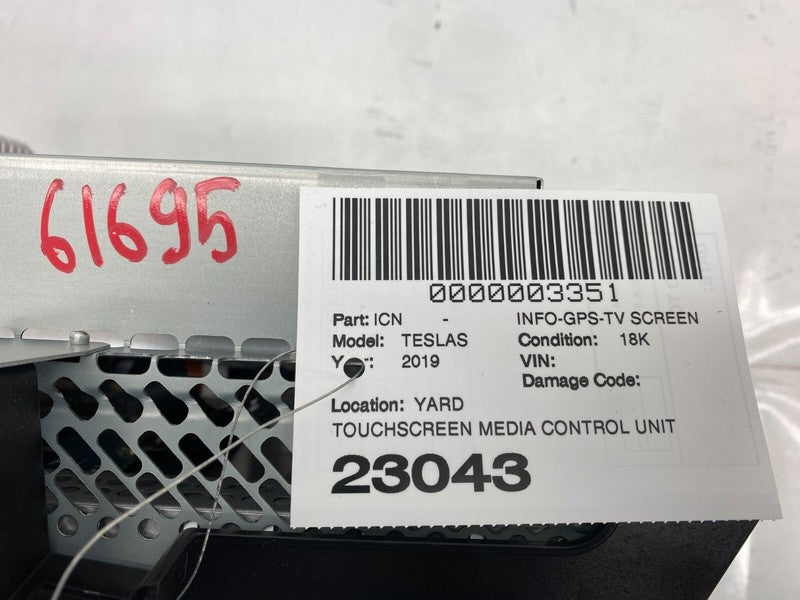 61695
0000003351
Part: ICN - INFO-GPS-TV SCREEN
Model: TESLAS Condition: 18K
Year: 2019 VIN:
Damage Code:
Location: YARD
TOUCHSCREEN MEDIA CONTROL UNIT
23043